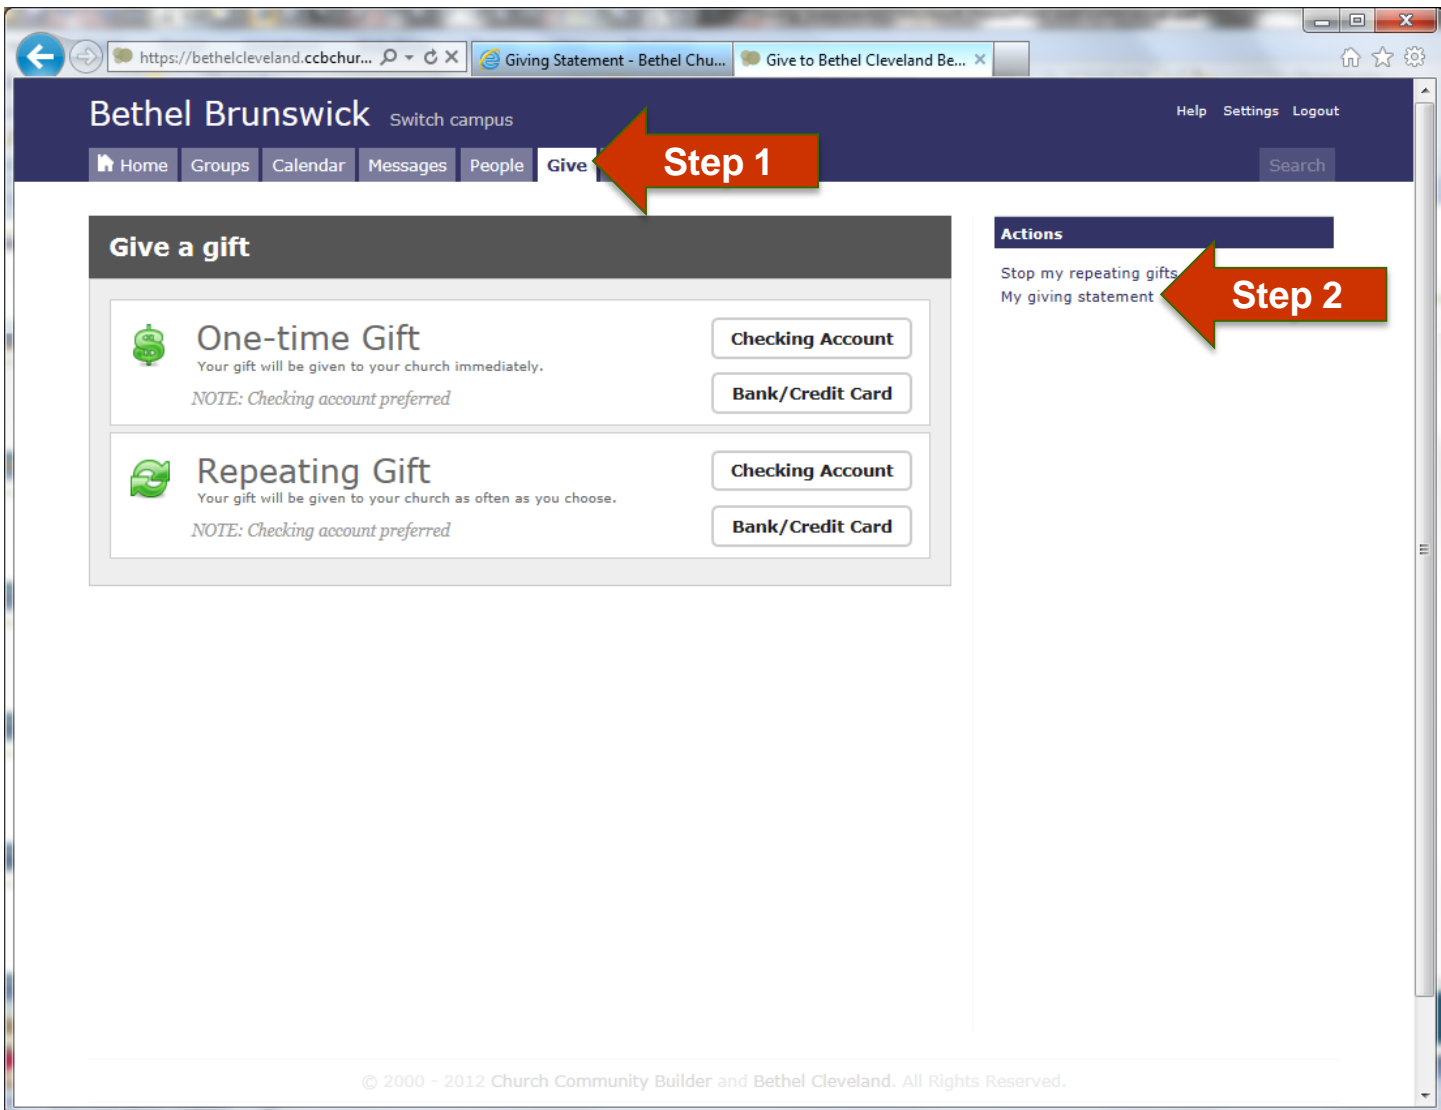 https://bethelcleveland.ccbchur...
Giving Statement - Bethel Chu...
Give to Bethel Cleveland Be...
Bethel Brunswick Switch campus
Help Settings Logout
Home Groups Calendar Messages People Give
Step 1
Search
Give a gift
One-time Gift
Your gift will be given to your church immediately.
NOTE: Checking account preferred
Checking Account
Bank/Credit Card
Repeating Gift
Your gift will be given to your church as often as you choose.
NOTE: Checking account preferred
Checking Account
Bank/Credit Card
Actions
Stop my repeating gifts
My giving statement
Step 2
© 2000 - 2012 Church Community Builder and Bethel Cleveland. All Rights Reserved.